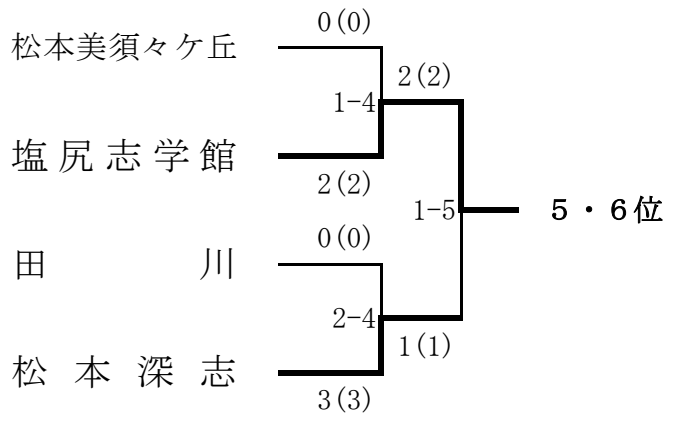 0(0)
松本美須々ケ丘
2(2)
1-4
塩尻志学館
2(2)
1-5
5・6位
0(0)
田川
2-4
1(1)
松本深志
3(3)